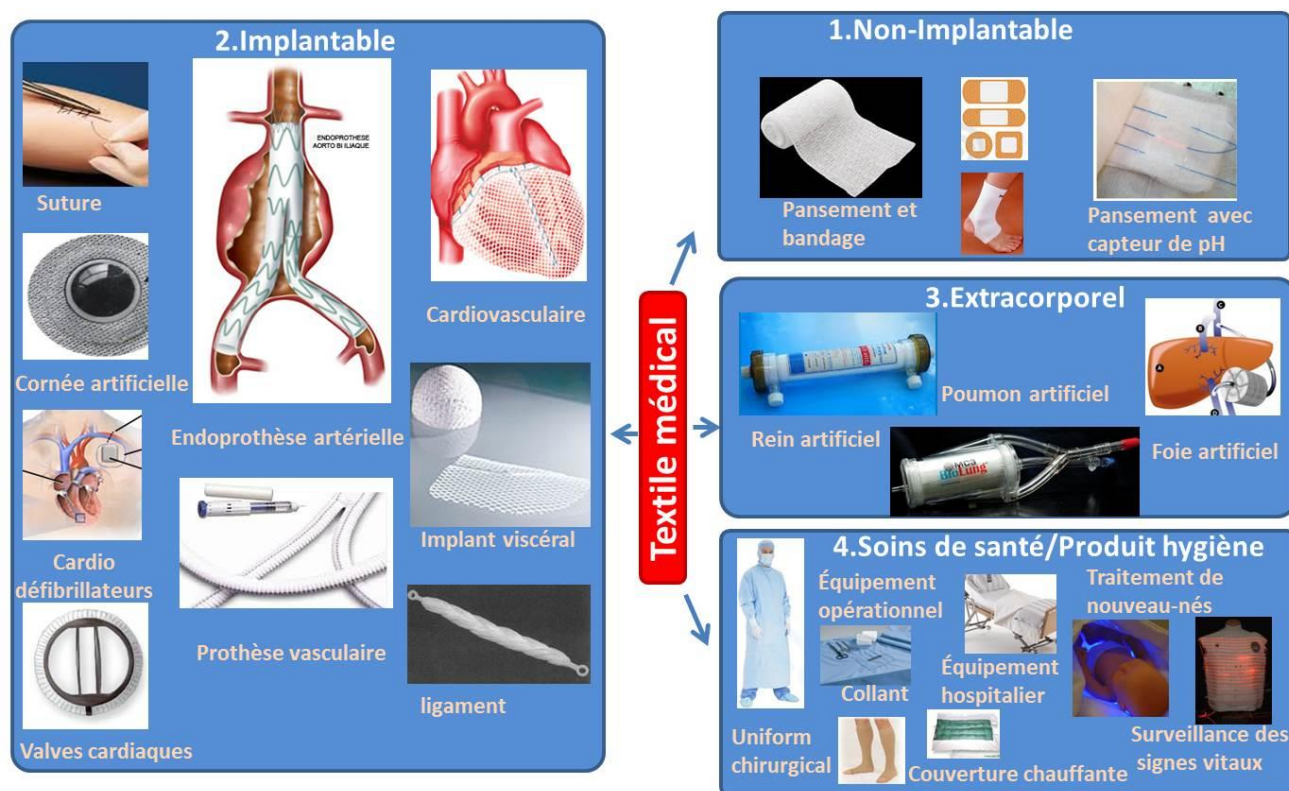 2.Implantable
Suture
ENDOPROTHESE
AORTO BI ILIAQUE
Cardiovasculaire
Cornée artificielle
Endoprothèse artérielle
Implant viscéral
Cardio
défibrillateurs
Prothèse vasculaire
ligament
Valves cardiaques
Textile médical
1.Non-Implantable
Pansement et
bandage
Pansement avec
capteur de pH
3.Extracorporel
Poumon artificiel
Rein artificiel
Foie artificiel
A
B
C
D
MC3
BioLung
4.Soins de santé/Produit hygiène
Équipement
opérationnel
Traitement de
nouveau-nés
Collant
Équipement
hospitalier
Uniform
chirurgical
Couverture chauffante
Surveillance des
signes vitaux